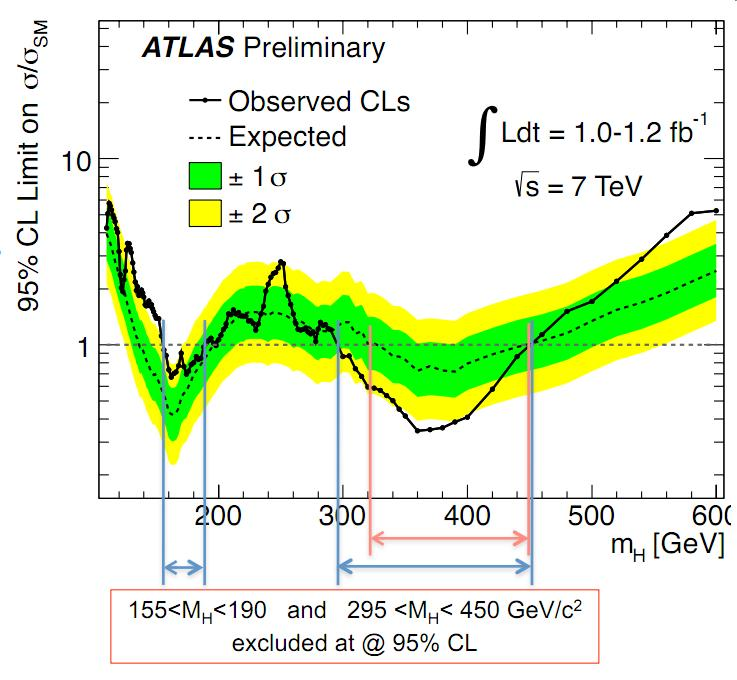 95% CL Limit on σ/σSM
ATLAS Preliminary
Observed CLs
Expected
± 1σ
± 2 σ
∫ Ldt = 1.0-1.2 fb⁻¹
√s = 7 TeV
10
1
200 300 400 500 600
mH [GeV]
155<MH<190 and 295 <MH< 450 GeV/c²
excluded at @ 95% CL